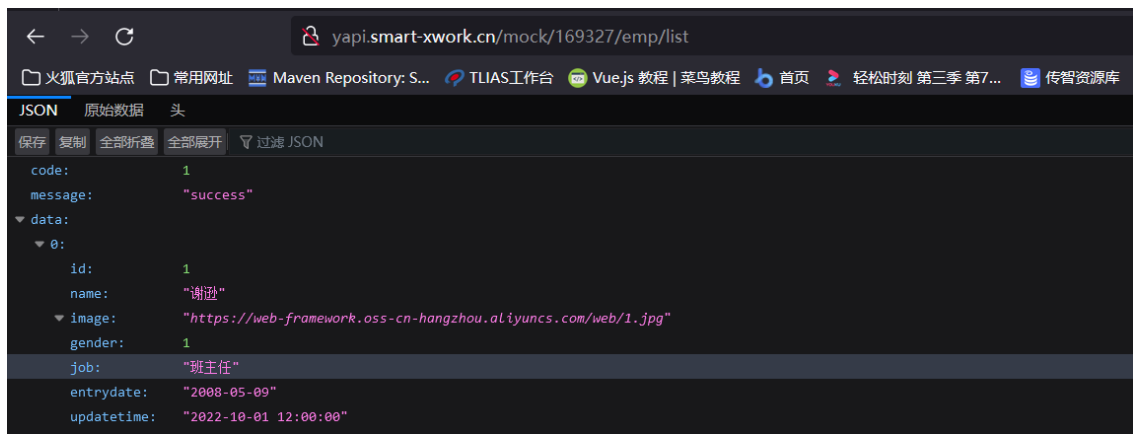 yapi.smart-xwork.cn/mock/169327/emp/list
火狐官方站点 常用网址 Maven Repository: S... TLIAS工作台 Vue.js 教程 | 菜鸟教程 首页 轻松时刻 第三季 第7... 传智资源库
JSON 原始数据 头
保存 复制 全部折叠 全部展开 过滤 JSON
code: 1
message: "success"
data:
0:
id: 1
name: "谢逊"
image: "https://web-framework.oss-cn-hangzhou.aliyuncs.com/web/1.jpg"
gender: 1
job: "班主任"
entrydate: "2008-05-09"
updatetime: "2022-10-01 12:00:00"